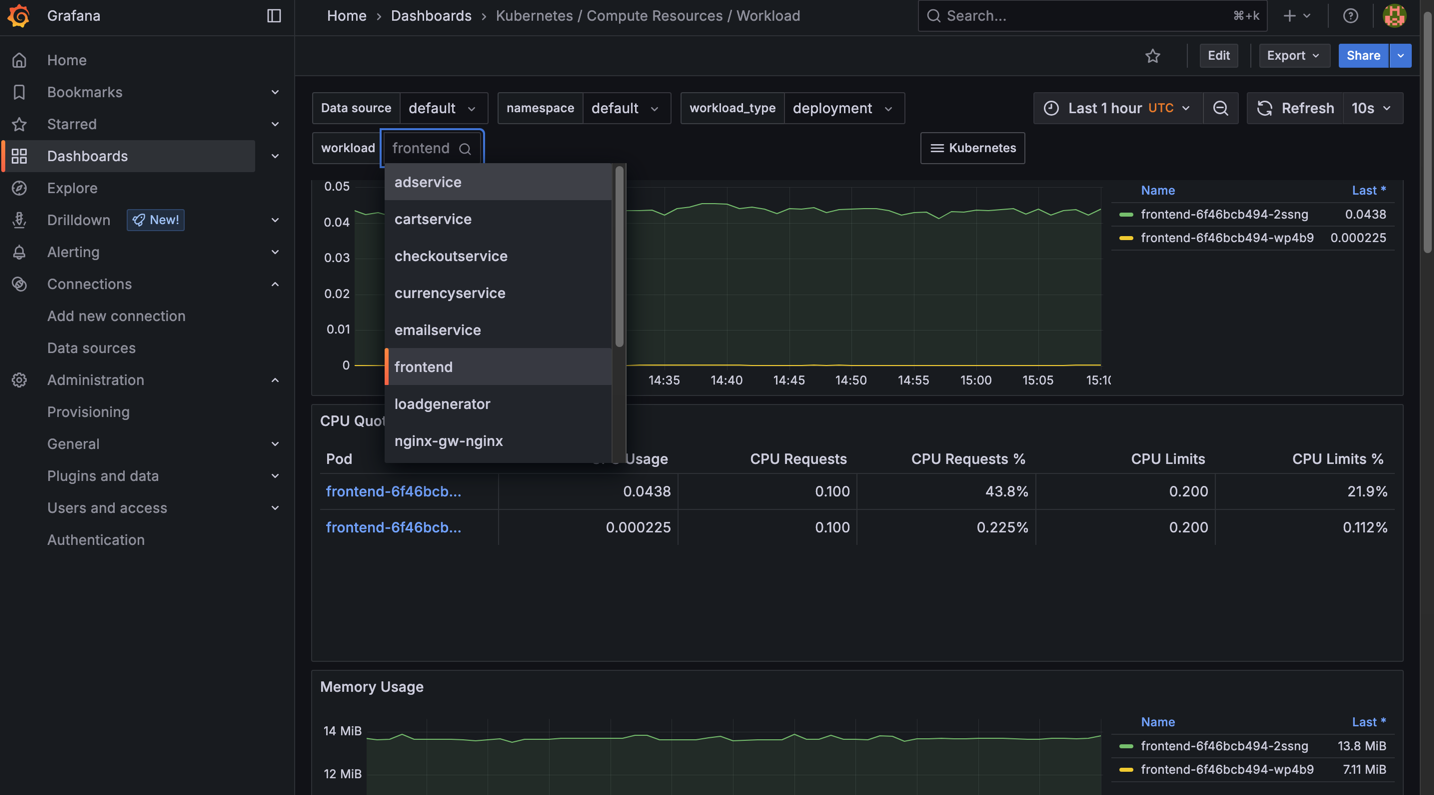 Grafana
Home › Dashboards › Kubernetes / Compute Resources / Workload
Search... ⌘+k
Edit
Export
Share
Home
Bookmarks
Starred
Dashboards
Explore
Drilldown New!
Alerting
Connections
Add new connection
Data sources
Administration
Provisioning
General
Plugins and data
Users and access
Authentication
Data source default
namespace default
workload_type deployment
Last 1 hour UTC
Refresh 10s
workload frontend
Kubernetes
adservice
cartservice
checkoutservice
currencyservice
emailservice
frontend
loadgenerator
nginx-gw-nginx
0.05
0.04
0.03
0.02
0.01
0
14:35 14:40 14:45 14:50 14:55 15:00 15:05 15:10
Name Last *
frontend-6f46bcb494-2ssng 0.0438
frontend-6f46bcb494-wp4b9 0.000225
CPU Quot
Pod Usage CPU Requests CPU Requests % CPU Limits CPU Limits %
frontend-6f46bcb... 0.0438 0.100 43.8% 0.200 21.9%
frontend-6f46bcb... 0.000225 0.100 0.225% 0.200 0.112%
Memory Usage
14 MiB
12 MiB
Name Last *
frontend-6f46bcb494-2ssng 13.8 MiB
frontend-6f46bcb494-wp4b9 7.11 MiB